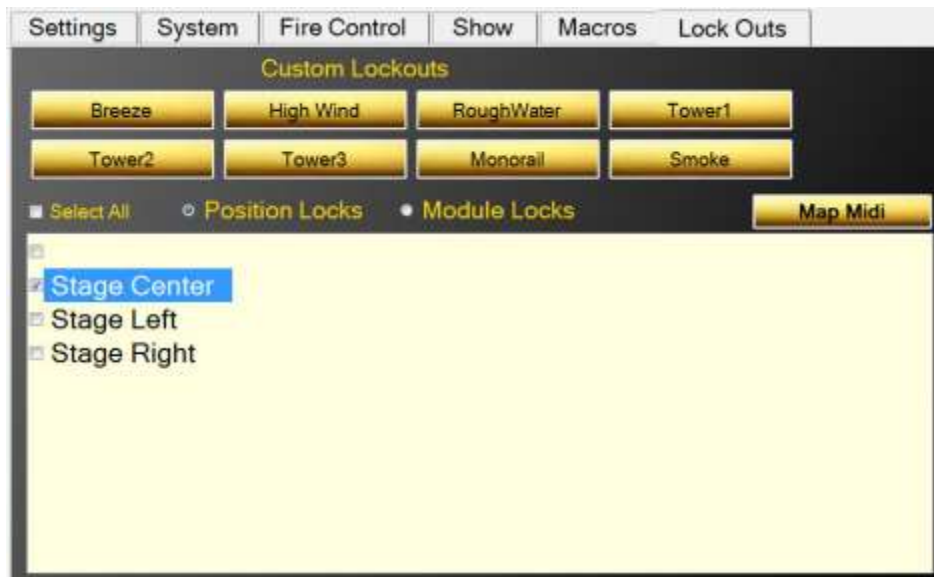 Settings System Fire Control Show Macros Lock Outs
Custom Lockouts
Breeze High Wind RoughWater Tower1
Tower2 Tower3 Monorail Smoke
Select All Position Locks Module Locks Map Midi
Stage Center
Stage Left
Stage Right